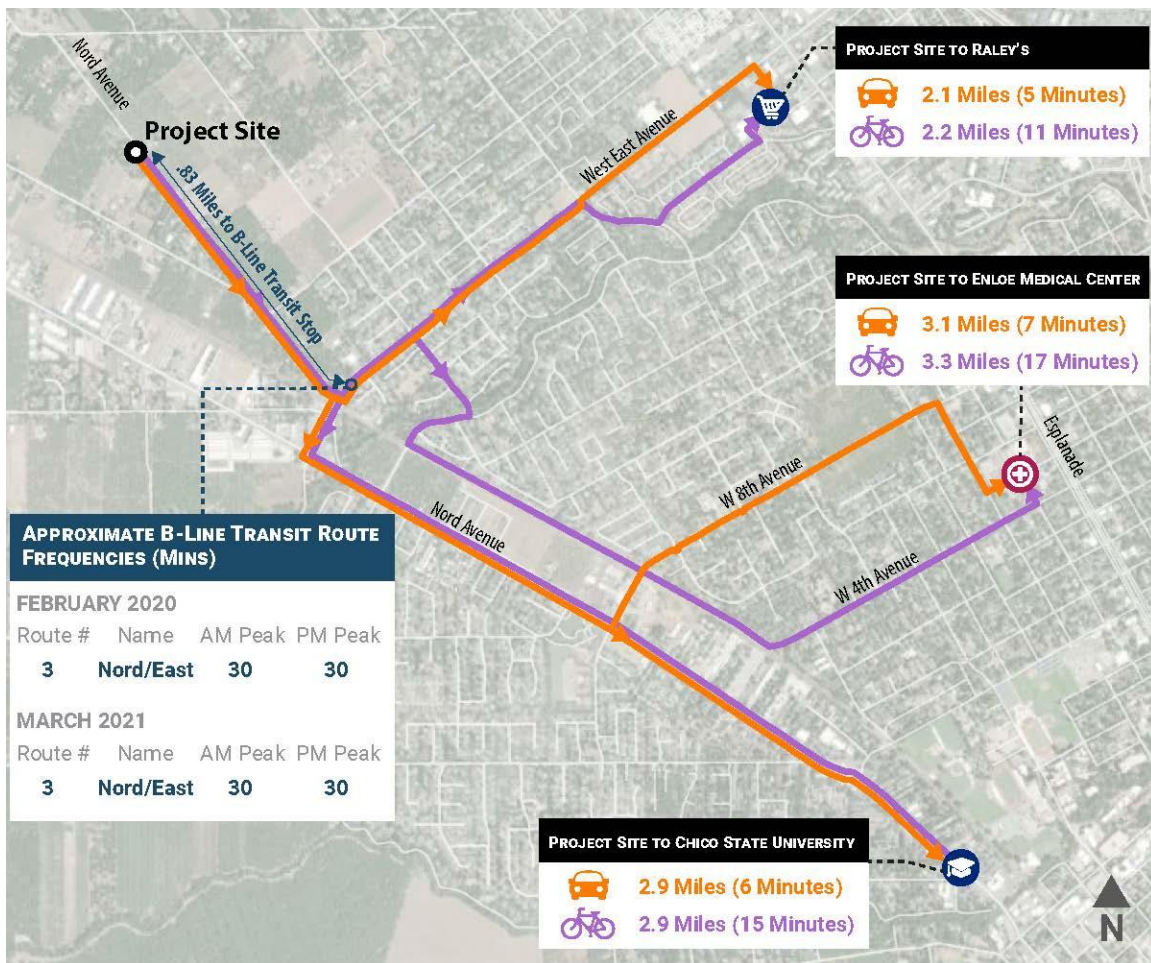 Nord Avenue
Project Site
.83 Miles to B-Line Transit Stop
West East Avenue
PROJECT SITE TO RALEY'S
2.1 Miles (5 Minutes)
2.2 Miles (11 Minutes)
PROJECT SITE TO ENLOE MEDICAL CENTER
3.1 Miles (7 Minutes)
3.3 Miles (17 Minutes)
Esplanade
W 8th Avenue
Nord Avenue
W 4th Avenue
APPROXIMATE B-LINE TRANSIT ROUTE
FREQUENCIES (MINS)
FEBRUARY 2020
Route # Name AM Peak PM Peak
3 Nord/East 30 30
MARCH 2021
Route # Name AM Peak PM Peak
3 Nord/East 30 30
PROJECT SITE TO CHICO STATE UNIVERSITY
2.9 Miles (6 Minutes)
2.9 Miles (15 Minutes)
N